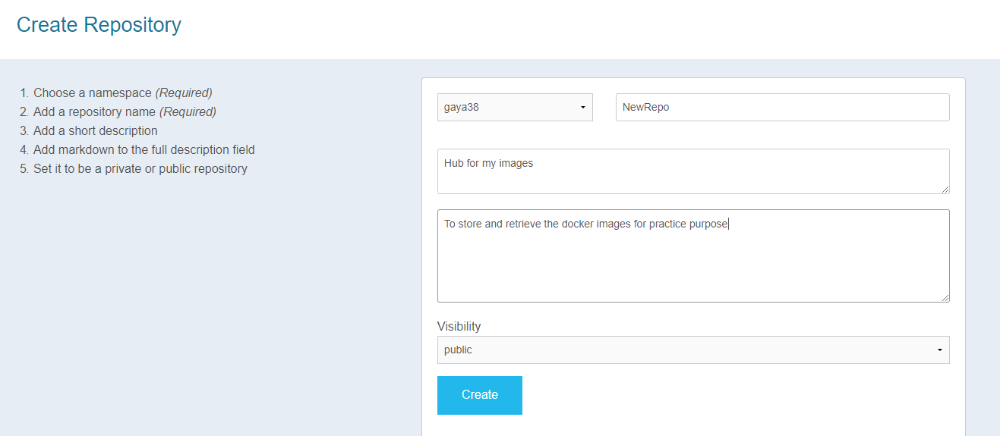 Create Repository
1. Choose a namespace (Required)
2. Add a repository name (Required)
3. Add a short description
4. Add markdown to the full description field
5. Set it to be a private or public repository
gaya38
NewRepo
Hub for my images
To store and retrieve the docker images for practice purpose
Visibility
public
Create